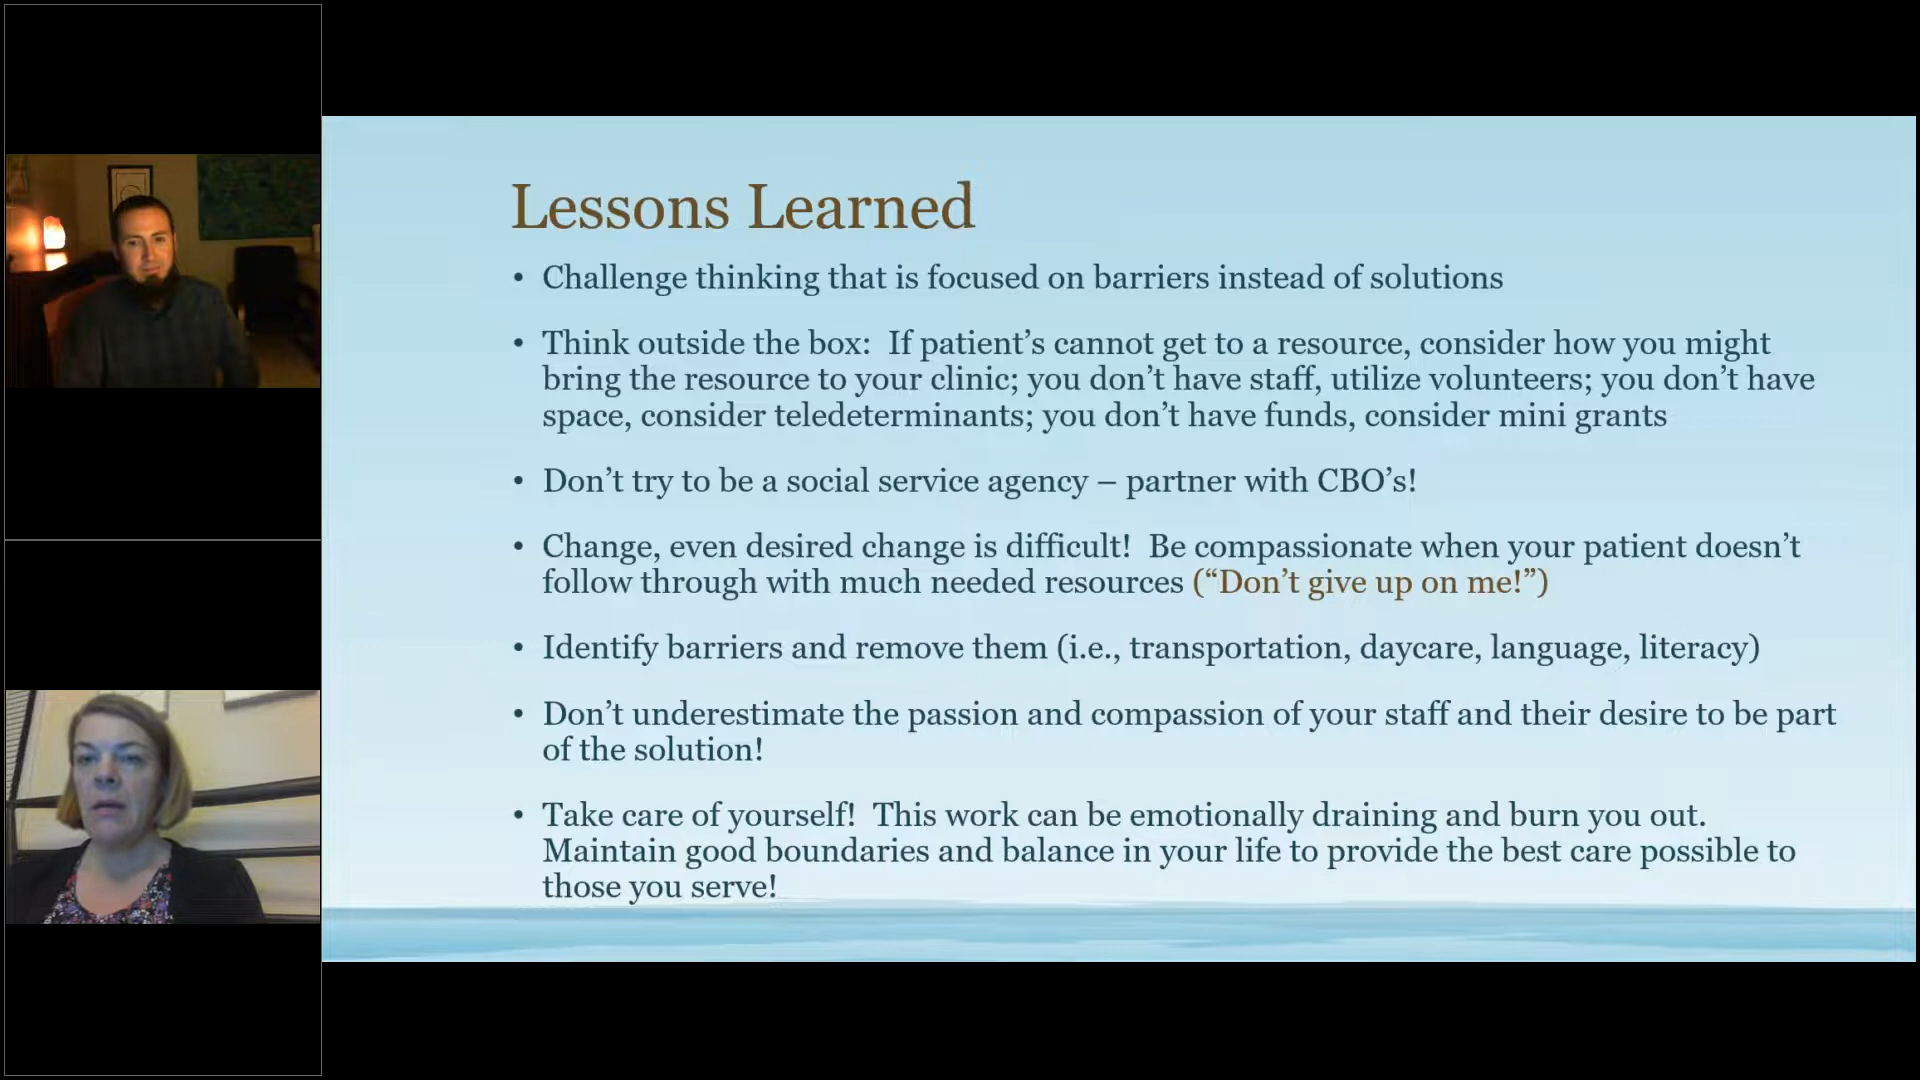 Lessons Learned
• Challenge thinking that is focused on barriers instead of solutions
• Think outside the box:  If patient’s cannot get to a resource, consider how you might
bring the resource to your clinic; you don’t have staff, utilize volunteers; you don’t have
space, consider teledeterminants; you don’t have funds, consider mini grants
• Don’t try to be a social service agency – partner with CBO’s!
• Change, even desired change is difficult!  Be compassionate when your patient doesn’t
follow through with much needed resources (“Don’t give up on me!”)
• Identify barriers and remove them (i.e., transportation, daycare, language, literacy)
• Don’t underestimate the passion and compassion of your staff and their desire to be part
of the solution!
• Take care of yourself!  This work can be emotionally draining and burn you out.
Maintain good boundaries and balance in your life to provide the best care possible to
those you serve!